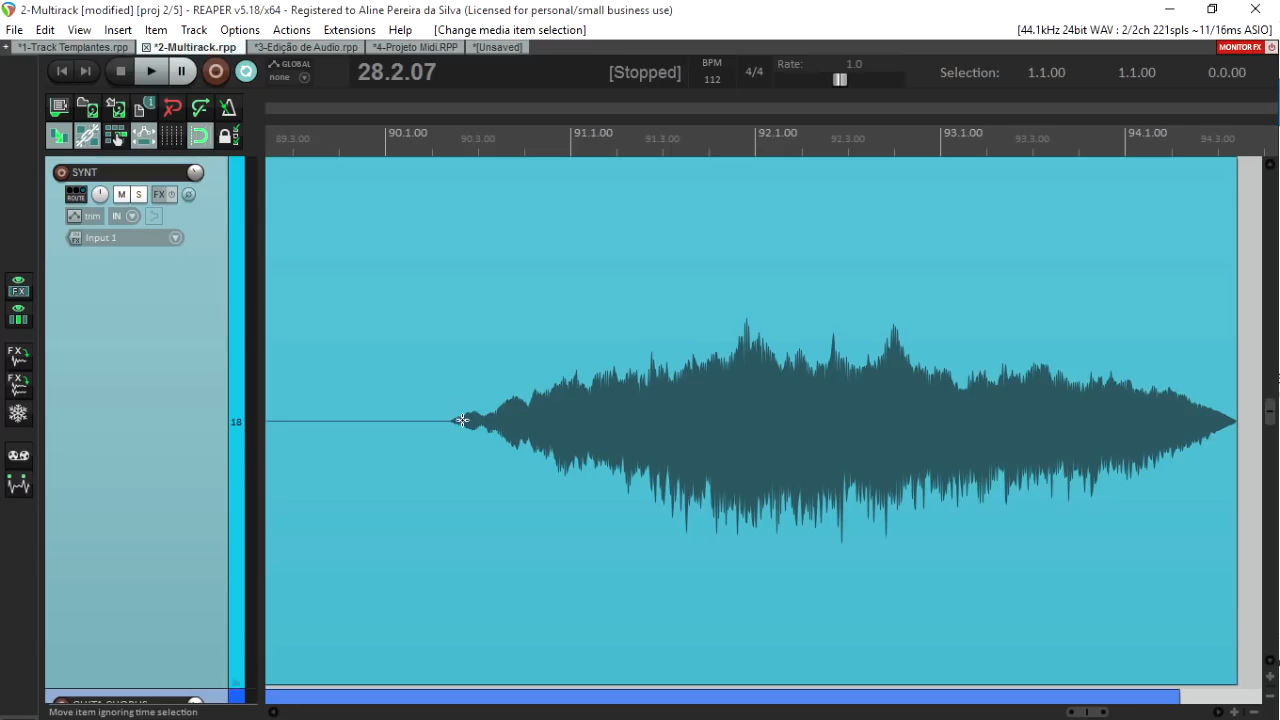 2-Multirack [modified] [proj 2/5] - REAPER v5.18/x64 - Registered to Aline Pereira da Silva (Licensed for personal/small business use)
File Edit View Insert Item Track Options Actions Extensions Help [Change media item selection] [44.1kHz 24bit WAV : 2/2ch 221spls ~11/16ms ASIO]
+ *1-Track Templantes.rpp *2-Multirack.rpp *3-Edição de Audio.rpp *4-Projeto Midi.RPP *[Unsaved] MONITOR FX
GLOBAL
none
28.2.07 [Stopped]
BPM
112
4/4
Rate: 1.0
Selection: 1.1.00 1.1.00 0.0.00
89.3.00 90.1.00 90.3.00 91.1.00 91.3.00 92.1.00 92.3.00 93.1.00 93.3.00 94.1.00 94.3.00
SYNT
ROUTE M S FX
trim IN
IN FX Input 1
FX
FX
FX
18
Move item ignoring time selection